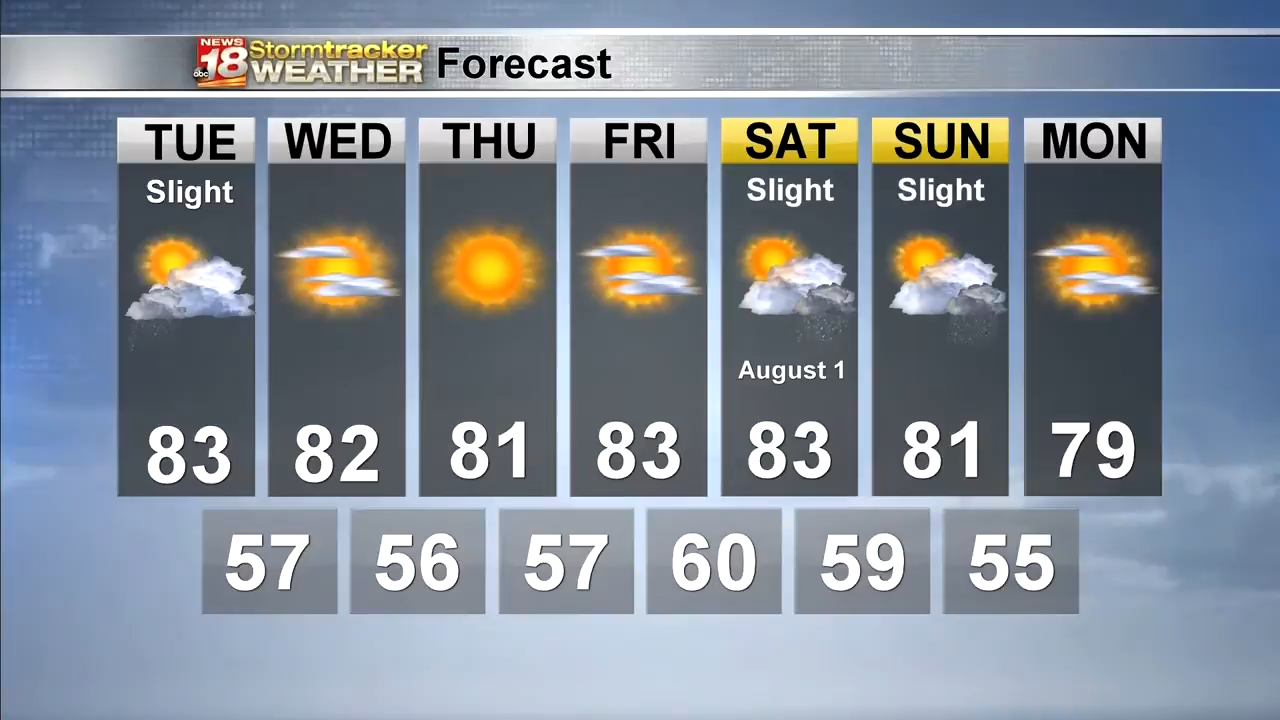 NEWS
abc 18 Stormtracker
WEATHER Forecast
TUE WED THU FRI SAT SUN MON
Slight Slight Slight
August 1
83 82 81 83 83 81 79
57 56 57 60 59 55